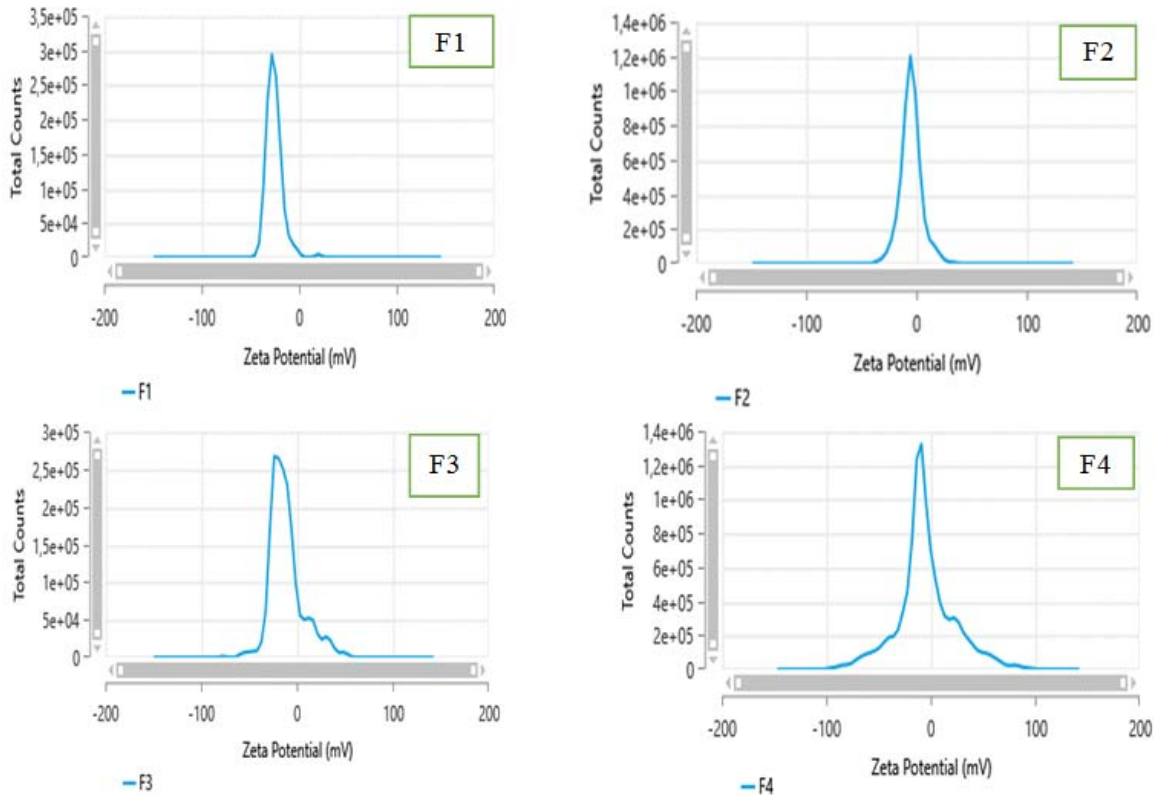 F1
Total Counts
3,5e+05
3e+05
2,5e+05
2e+05
1,5e+05
1e+05
5e+04
0
-200 -100 0 100 200
Zeta Potential (mV)
F1
F2
Total Counts
1,4e+06
1,2e+06
1e+06
8e+05
6e+05
4e+05
2e+05
0
-200 -100 0 100 200
Zeta Potential (mV)
F2
F3
Total Counts
3e+05
2,5e+05
2e+05
1,5e+05
1e+05
5e+04
0
-200 -100 0 100 200
Zeta Potential (mV)
F3
F4
Total Counts
1,4e+06
1,2e+06
1e+06
8e+05
6e+05
4e+05
2e+05
0
-200 -100 0 100 200
Zeta Potential (mV)
F4